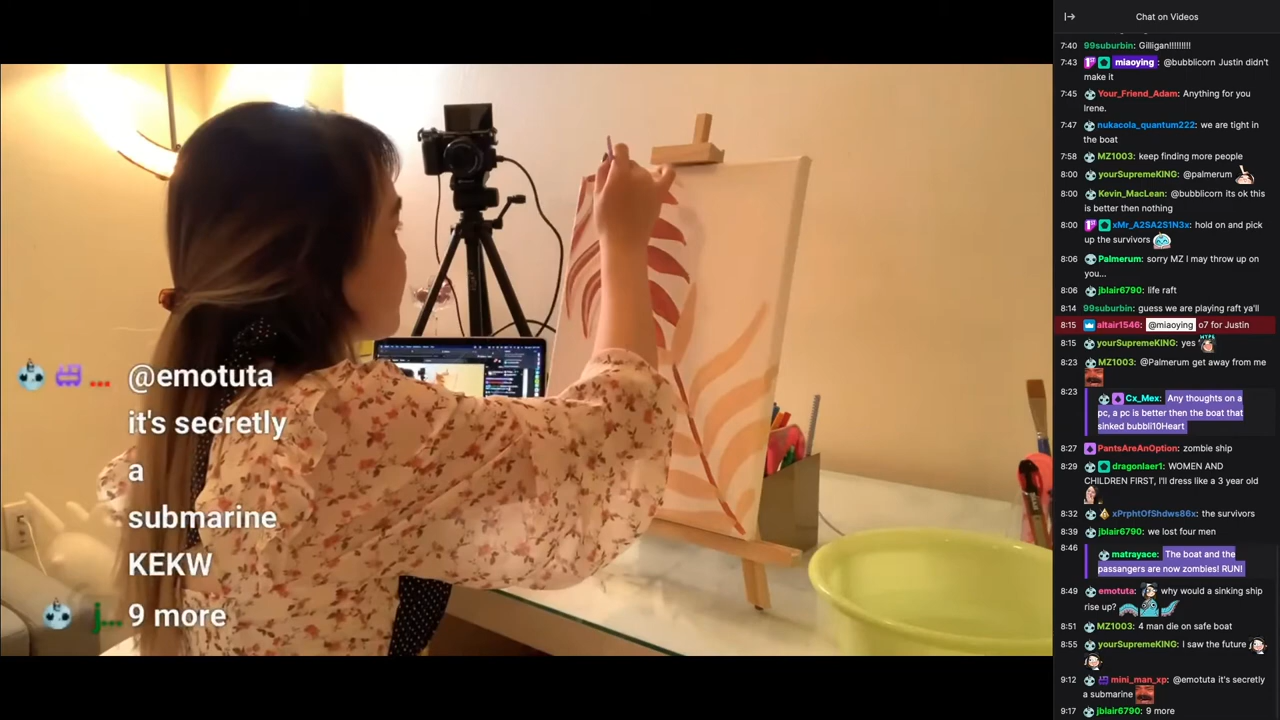 @emotuta
it's secretly
a
submarine
KEKW
j... 9 more
Chat on Videos
7:40 99suburbin: Gilligan!!!!!!!!!
7:43 miaoying: @bubblicorn Justin didn't
make it
7:45 Your_Friend_Adam: Anything for you
Irene.
7:47 nukacola_quantum222: we are tight in
the boat
7:58 MZ1003: keep finding more people
8:00 yourSupremeKING: @palmerum
8:00 Kevin_MacLean: @bubblicorn its ok this
is better then nothing
8:00 xMr_A2SA2S1N3x: hold on and pick
up the survivors
8:06 Palmerum: sorry MZ I may throw up on
you...
8:06 jblair6790: life raft
8:14 99suburbin: guess we are playing raft ya'll
8:15 altair1546: @miaoying o7 for Justin
8:15 yourSupremeKING: yes
8:23 MZ1003: @Palmerum get away from me
8:23 Cx_Mex: Any thoughts on a
pc, a pc is better then the boat that
sinked bubbli10Heart
8:27 PantsAreAnOption: zombie ship
8:29 dragonlaer1: WOMEN AND
CHILDREN FIRST, I'll dress like a 3 year old
8:32 xPrphtOfShdws86x: the survivors
8:39 jblair6790: we lost four men
8:46 matrayace: The boat and the
passangers are now zombies! RUN!
8:49 emotuta: why would a sinking ship
rise up?
8:51 MZ1003: 4 man die on safe boat
8:55 yourSupremeKING: I saw the future
9:12 mini_man_xp: @emotuta it's secretly
a submarine
9:17 jblair6790: 9 more